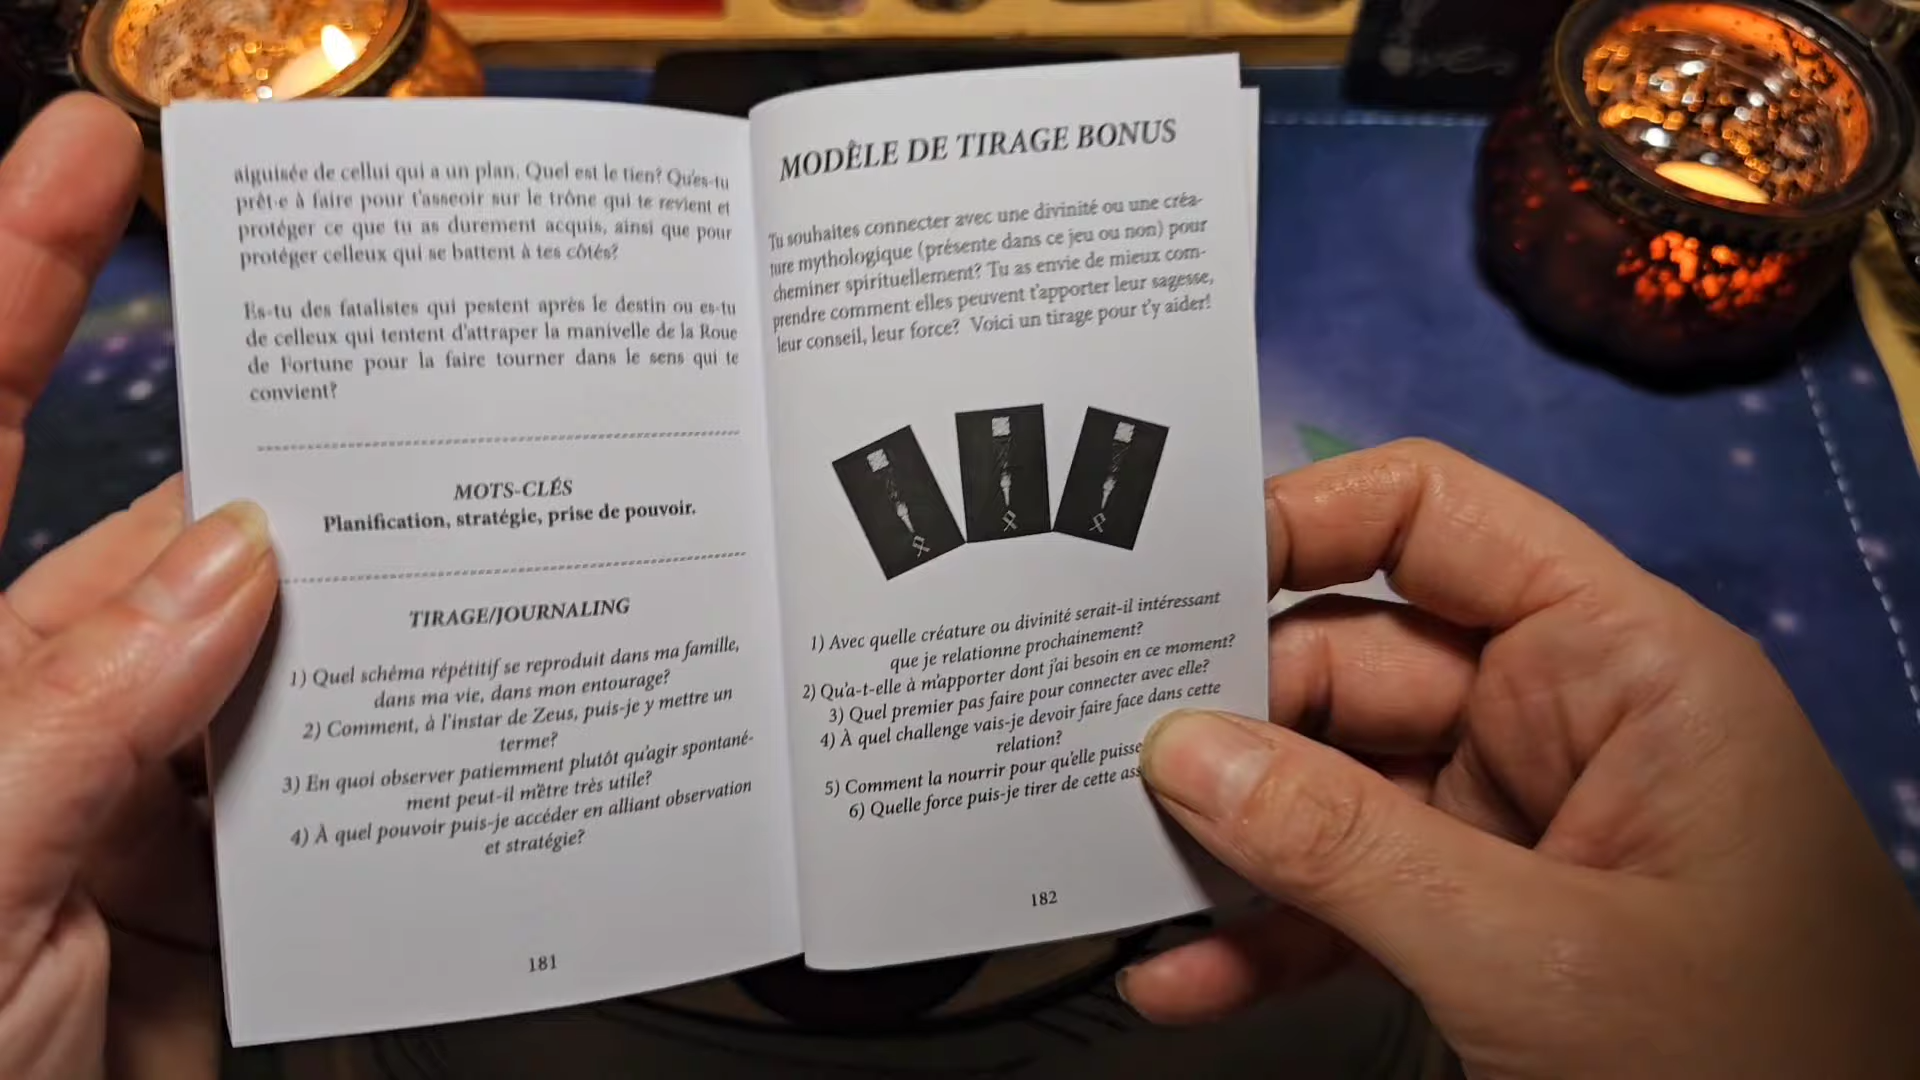 aiguisée de cellui qui a un plan. Quel est le tien? Qu'es-tu
prêt·e à faire pour t'asseoir sur le trône qui te revient et
protéger ce que tu as durement acquis, ainsi que pour
protéger celleux qui se battent à tes côtés?
Es-tu des fatalistes qui pestent après le destin ou es-tu
de celleux qui tentent d'attraper la manivelle de la Roue
de Fortune pour la faire tourner dans le sens qui te
convient?
MOTS-CLÉS
Planification, stratégie, prise de pouvoir.
TIRAGE/JOURNALING
1) Quel schéma répétitif se reproduit dans ma famille,
dans ma vie, dans mon entourage?
2) Comment, à l'instar de Zeus, puis-je y mettre un
terme?
3) En quoi observer patiemment plutôt qu'agir spontané-
ment peut-il m'être très utile?
4) À quel pouvoir puis-je accéder en alliant observation
et stratégie?
181
MODÈLE DE TIRAGE BONUS
Tu souhaites connecter avec une divinité ou une créa-
ture mythologique (présente dans ce jeu ou non) pour
cheminer spirituellement? Tu as envie de mieux com-
prendre comment elles peuvent t'apporter leur sagesse,
leur conseil, leur force? Voici un tirage pour t'y aider!
1) Avec quelle créature ou divinité serait-il intéressant
que je relationne prochainement?
2) Qu'a-t-elle à m'apporter dont j'ai besoin en ce moment?
3) Quel premier pas faire pour connecter avec elle?
4) À quel challenge vais-je devoir faire face dans cette
relation?
5) Comment la nourrir pour qu'elle puisse
6) Quelle force puis-je tirer de cette
182